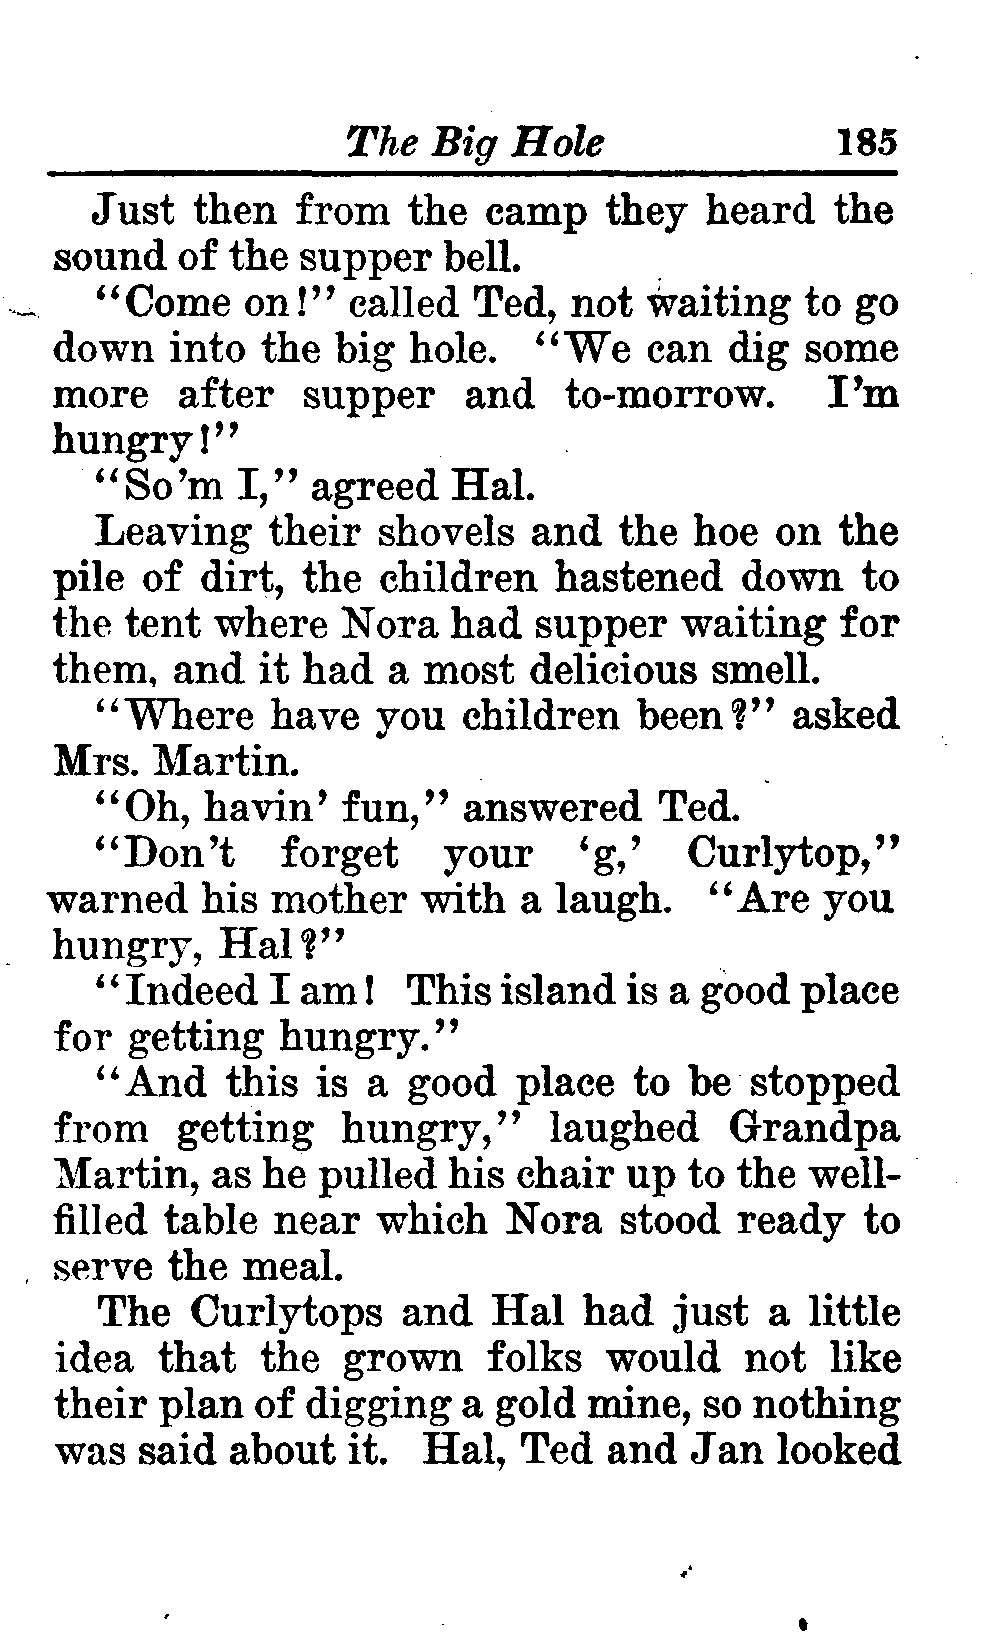 The Big Hole 185
Just then from the camp they heard the
sound of the supper bell.
"Come on!" called Ted, not waiting to go
down into the big hole. "We can dig some
more after supper and to-morrow. I'm
hungry!"
"So'm I," agreed Hal.
Leaving their shovels and the hoe on the
pile of dirt, the children hastened down to
the tent where Nora had supper waiting for
them, and it had a most delicious smell.
"Where have you children been?" asked
Mrs. Martin.
"Oh, havin' fun," answered Ted.
"Don't forget your 'g,' Curlytop,"
warned his mother with a laugh. "Are you
hungry, Hal?"
"Indeed I am! This island is a good place
for getting hungry."
"And this is a good place to be stopped
from getting hungry," laughed Grandpa
Martin, as he pulled his chair up to the well-
filled table near which Nora stood ready to
serve the meal.
The Curlytops and Hal had just a little
idea that the grown folks would not like
their plan of digging a gold mine, so nothing
was said about it. Hal, Ted and Jan looked